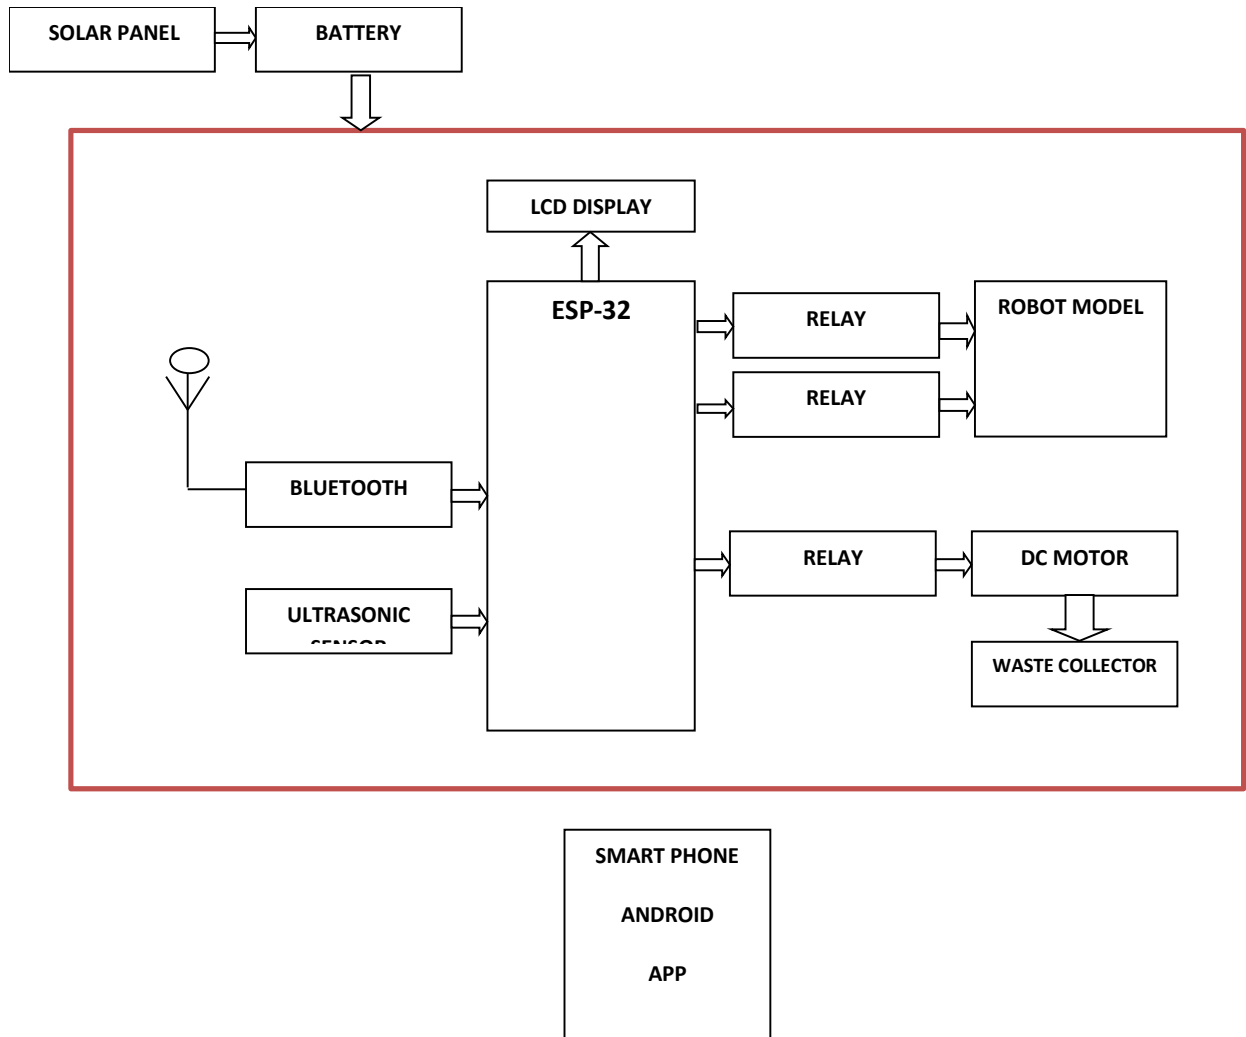 SOLAR PANEL
BATTERY
LCD DISPLAY
ESP-32
RELAY
ROBOT MODEL
RELAY
BLUETOOTH
RELAY
DC MOTOR
ULTRASONIC
SENSOR
WASTE COLLECTOR
SMART PHONE
ANDROID
APP